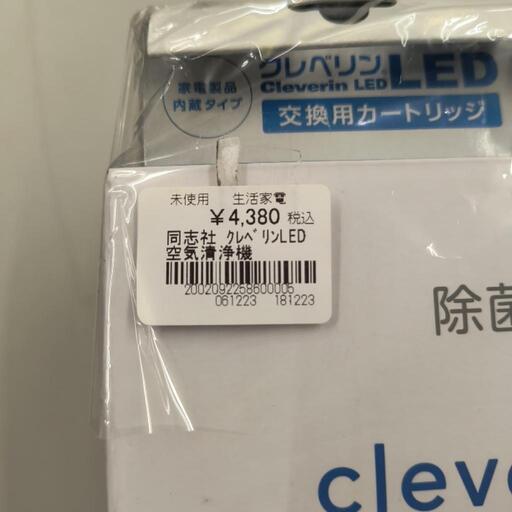 クレベリン LED
Cleverin LED
家電製品
内蔵タイプ
交換用カートリッジ
未使用 生活家電
¥4,380 税込
同志社 クレベリンLED
空気清浄機
2002092258600005
061223 181223
除菌
cleve